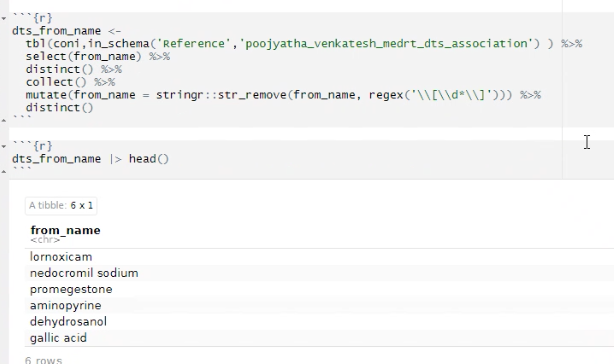 ```{r}
dts_from_name <-
tbl(coni,in_schema('Reference','poojyatha_venkatesh_medrt_dts_association') ) %>%
select(from_name) %>%
distinct() %>%
collect() %>%
mutate(from_name = stringr::str_remove(from_name, regex('\\[\\d*\\]'))) %>%
distinct()
```
```{r}
dts_from_name |> head()
```
A tibble: 6 x 1
from_name
<chr>
lornoxicam
nedocromil sodium
promegestone
aminopyrine
dehydrosanol
gallic acid
6 rows